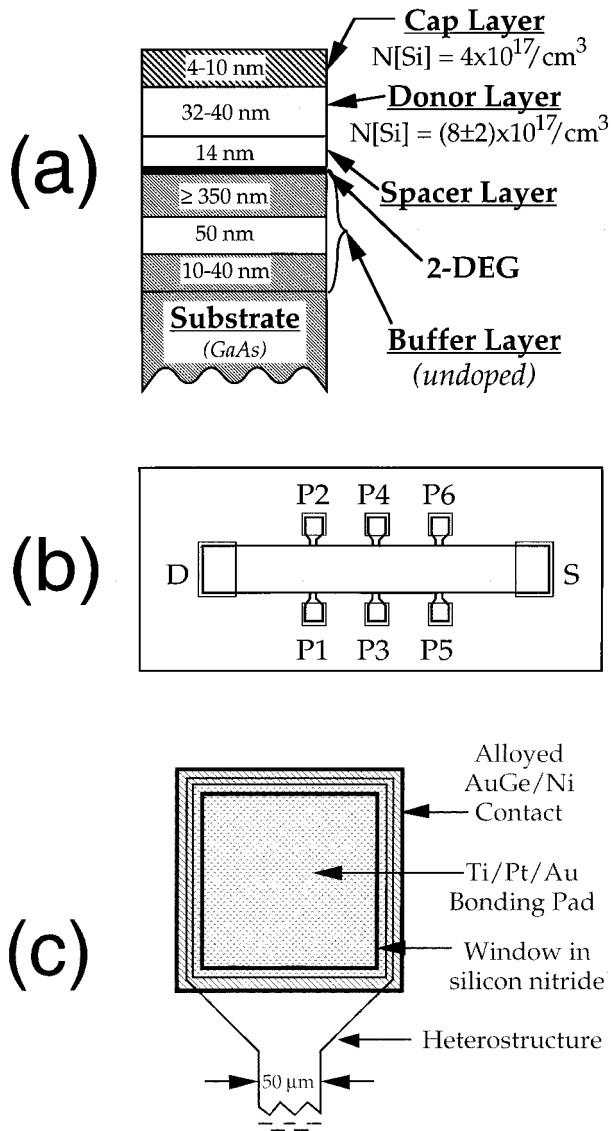 (a)
Cap Layer
N[Si] = 4x10^17/cm^3
4-10 nm
Donor Layer
32-40 nm
N[Si] = (8±2)x10^17/cm^3
14 nm
Spacer Layer
≥ 350 nm
50 nm
2-DEG
10-40 nm
Substrate
(GaAs)
Buffer Layer
(undoped)
(b)
P2 P4 P6
D S
P1 P3 P5
(c)
Alloyed
AuGe/Ni
Contact
Ti/Pt/Au
Bonding Pad
Window in
silicon nitride
Heterostructure
50 µm